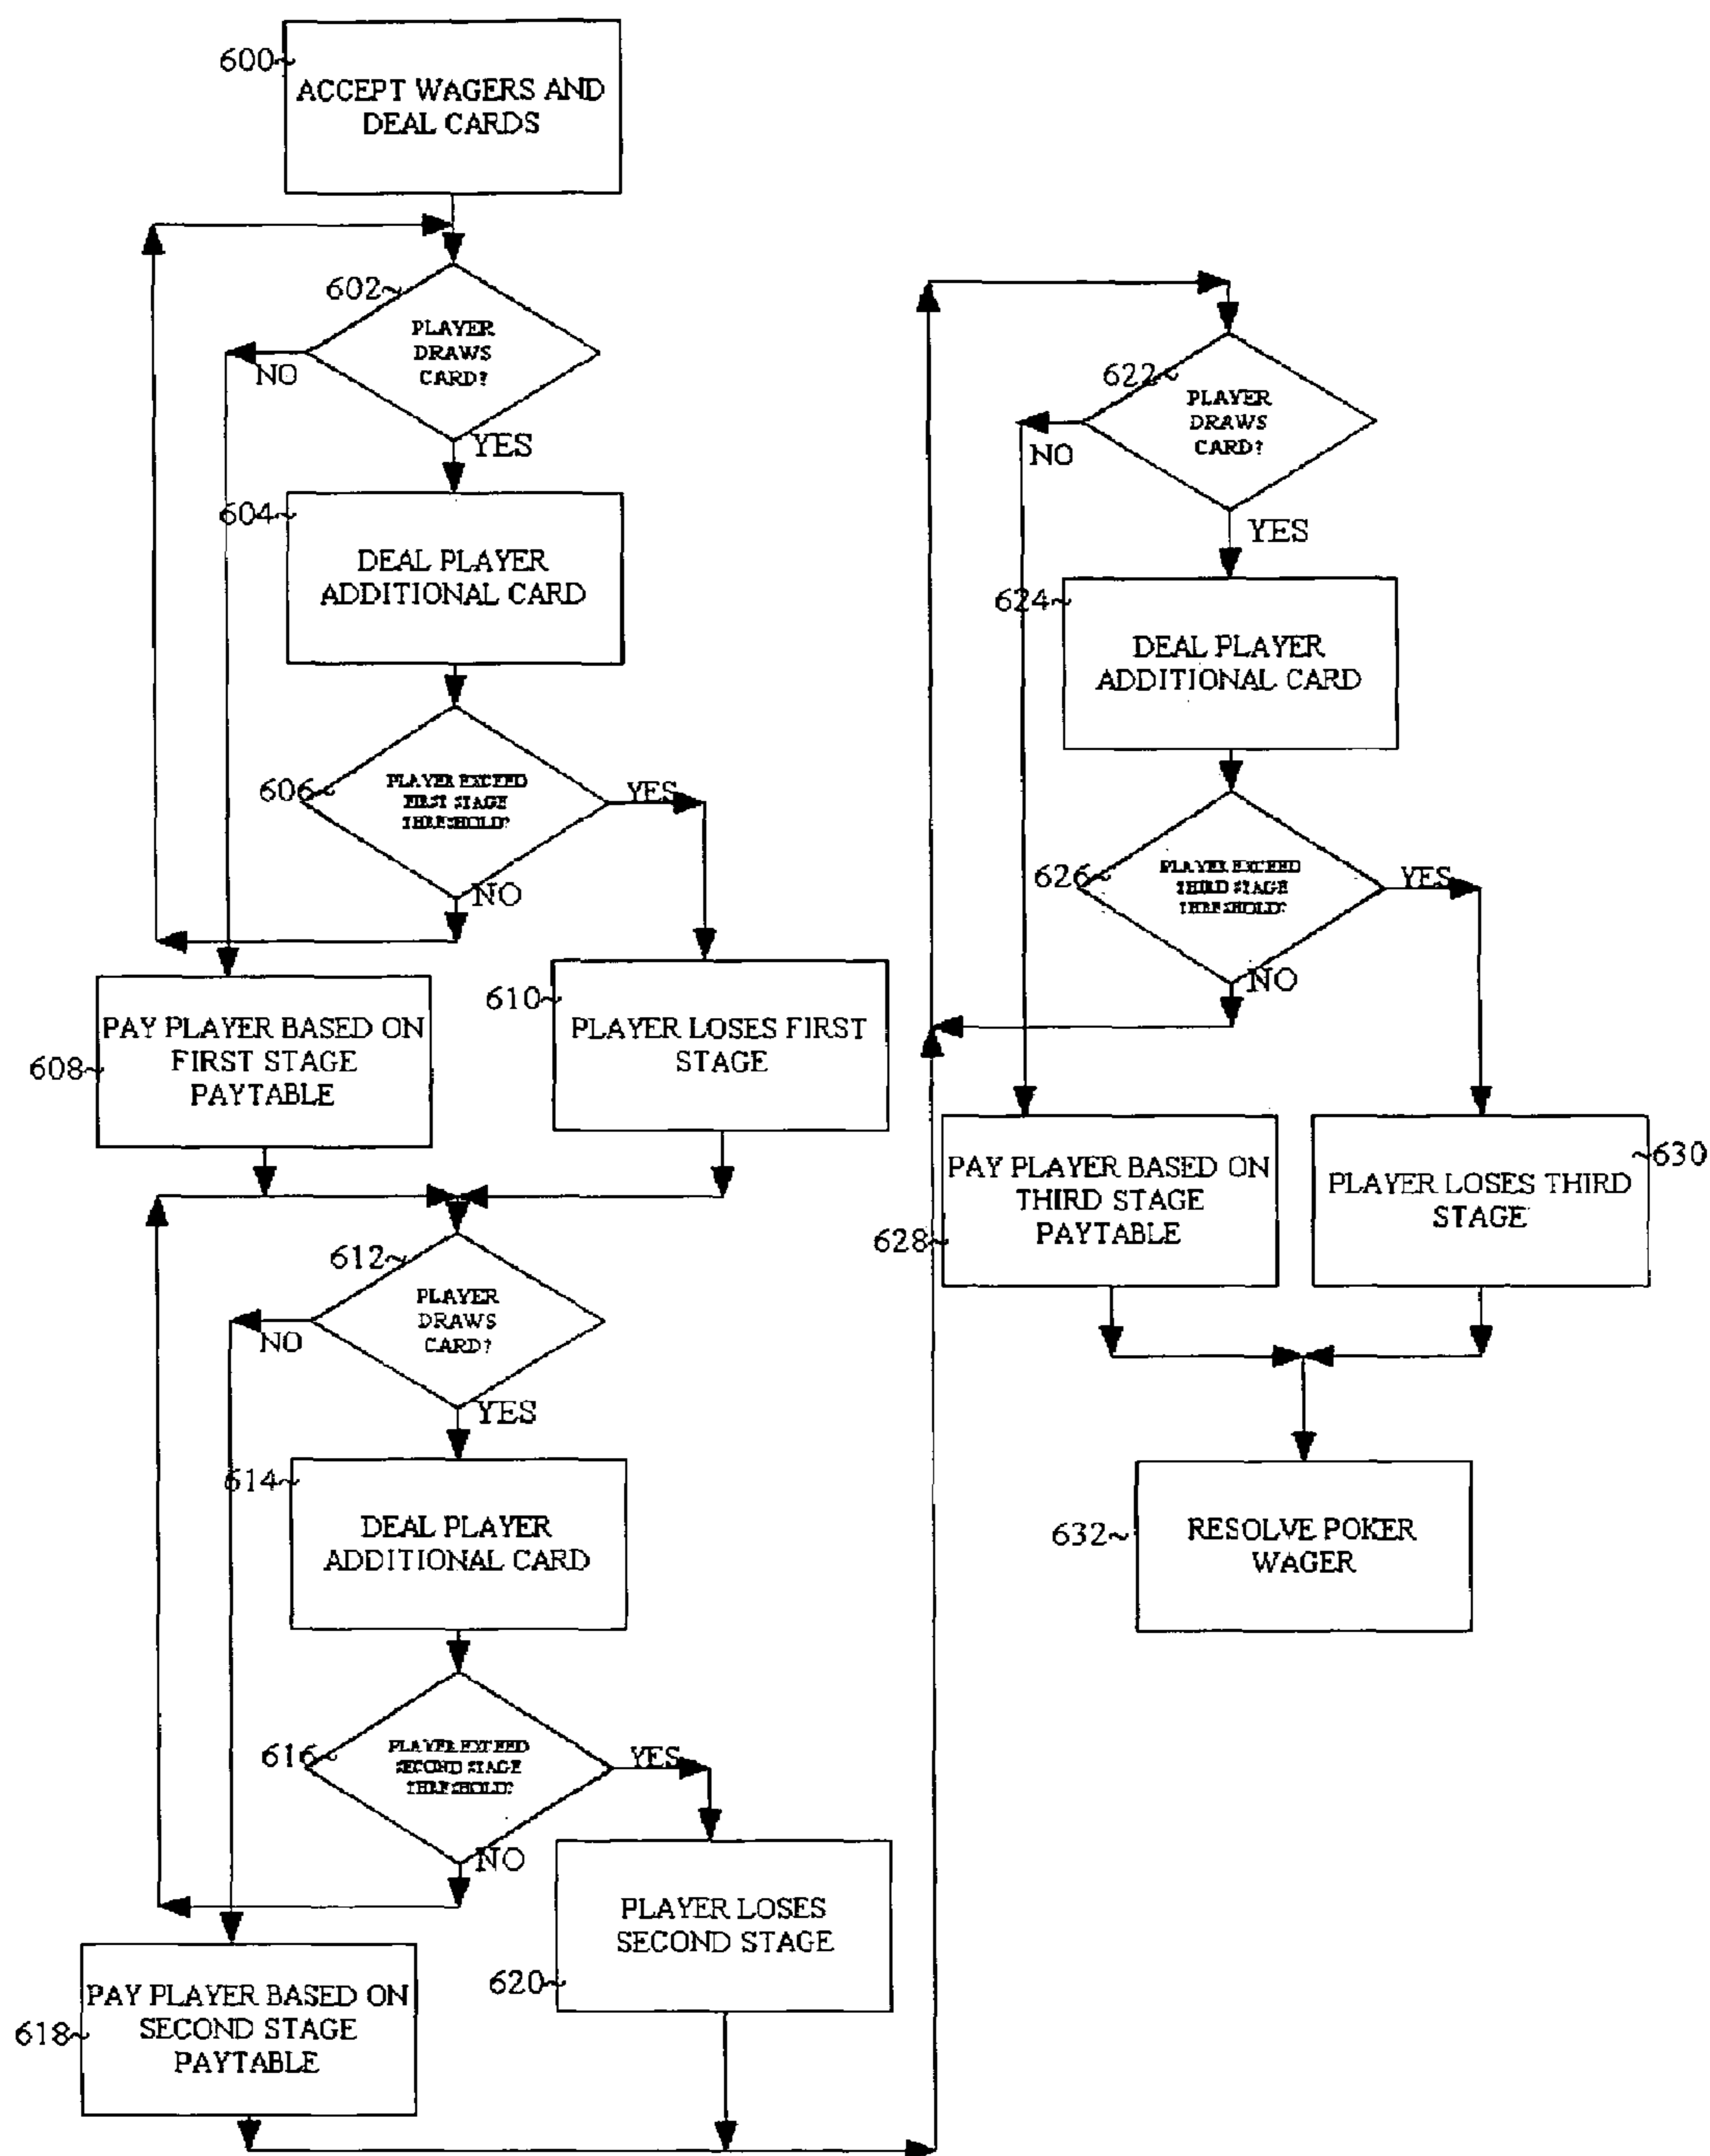 600~
ACCEPT WAGERS AND
DEAL CARDS
602~
PLAYER
DRAWS
CARD?
NO
YES
604~
DEAL PLAYER
ADDITIONAL CARD
606~
PLAYER EXCEED
FIRST STAGE
THRESHOLD?
YES
NO
608~
PAY PLAYER BASED ON
FIRST STAGE
PAYTABLE
610~
PLAYER LOSES FIRST
STAGE
612~
PLAYER
DRAWS
CARD?
NO
YES
614~
DEAL PLAYER
ADDITIONAL CARD
616~
PLAYER EXCEED
SECOND STAGE
THRESHOLD?
YES
NO
618~
PAY PLAYER BASED ON
SECOND STAGE
PAYTABLE
PLAYER LOSES
SECOND STAGE
620~
622~
PLAYER
DRAWS
CARD?
NO
YES
624~
DEAL PLAYER
ADDITIONAL CARD
626~
PLAYER EXCEED
THIRD STAGE
THRESHOLD?
YES
NO
PAY PLAYER BASED ON
THIRD STAGE
PAYTABLE
628~
~630
PLAYER LOSES THIRD
STAGE
632~
RESOLVE POKER
WAGER